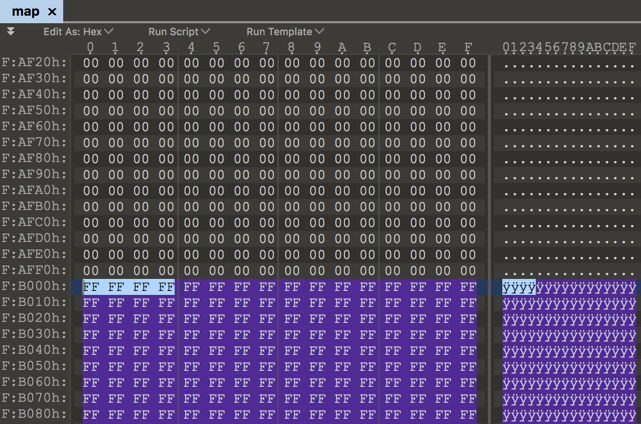 map ×
Edit As: Hex Run Script Run Template
0 1 2 3 4 5 6 7 8 9 A B C D E F 0123456789ABCDEF
F:AF20h: 00 00 00 00 00 00 00 00 00 00 00 00 00 00 00 00 ................
F:AF30h: 00 00 00 00 00 00 00 00 00 00 00 00 00 00 00 00 ................
F:AF40h: 00 00 00 00 00 00 00 00 00 00 00 00 00 00 00 00 ................
F:AF50h: 00 00 00 00 00 00 00 00 00 00 00 00 00 00 00 00 ................
F:AF60h: 00 00 00 00 00 00 00 00 00 00 00 00 00 00 00 00 ................
F:AF70h: 00 00 00 00 00 00 00 00 00 00 00 00 00 00 00 00 ................
F:AF80h: 00 00 00 00 00 00 00 00 00 00 00 00 00 00 00 00 ................
F:AF90h: 00 00 00 00 00 00 00 00 00 00 00 00 00 00 00 00 ................
F:AFA0h: 00 00 00 00 00 00 00 00 00 00 00 00 00 00 00 00 ................
F:AFB0h: 00 00 00 00 00 00 00 00 00 00 00 00 00 00 00 00 ................
F:AFC0h: 00 00 00 00 00 00 00 00 00 00 00 00 00 00 00 00 ................
F:AFD0h: 00 00 00 00 00 00 00 00 00 00 00 00 00 00 00 00 ................
F:AFE0h: 00 00 00 00 00 00 00 00 00 00 00 00 00 00 00 00 ................
F:AFF0h: 00 00 00 00 00 00 00 00 00 00 00 00 00 00 00 00 ................
F:B000h: FF FF FF FF FF FF FF FF FF FF FF FF FF FF FF FF ÿÿÿÿÿÿÿÿÿÿÿÿÿÿÿÿ
F:B010h: FF FF FF FF FF FF FF FF FF FF FF FF FF FF FF FF ÿÿÿÿÿÿÿÿÿÿÿÿÿÿÿÿ
F:B020h: FF FF FF FF FF FF FF FF FF FF FF FF FF FF FF FF ÿÿÿÿÿÿÿÿÿÿÿÿÿÿÿÿ
F:B030h: FF FF FF FF FF FF FF FF FF FF FF FF FF FF FF FF ÿÿÿÿÿÿÿÿÿÿÿÿÿÿÿÿ
F:B040h: FF FF FF FF FF FF FF FF FF FF FF FF FF FF FF FF ÿÿÿÿÿÿÿÿÿÿÿÿÿÿÿÿ
F:B050h: FF FF FF FF FF FF FF FF FF FF FF FF FF FF FF FF ÿÿÿÿÿÿÿÿÿÿÿÿÿÿÿÿ
F:B060h: FF FF FF FF FF FF FF FF FF FF FF FF FF FF FF FF ÿÿÿÿÿÿÿÿÿÿÿÿÿÿÿÿ
F:B070h: FF FF FF FF FF FF FF FF FF FF FF FF FF FF FF FF ÿÿÿÿÿÿÿÿÿÿÿÿÿÿÿÿ
F:B080h: FF FF FF FF FF FF FF FF FF FF FF FF FF FF FF FF ÿÿÿÿÿÿÿÿÿÿÿÿÿÿÿÿ